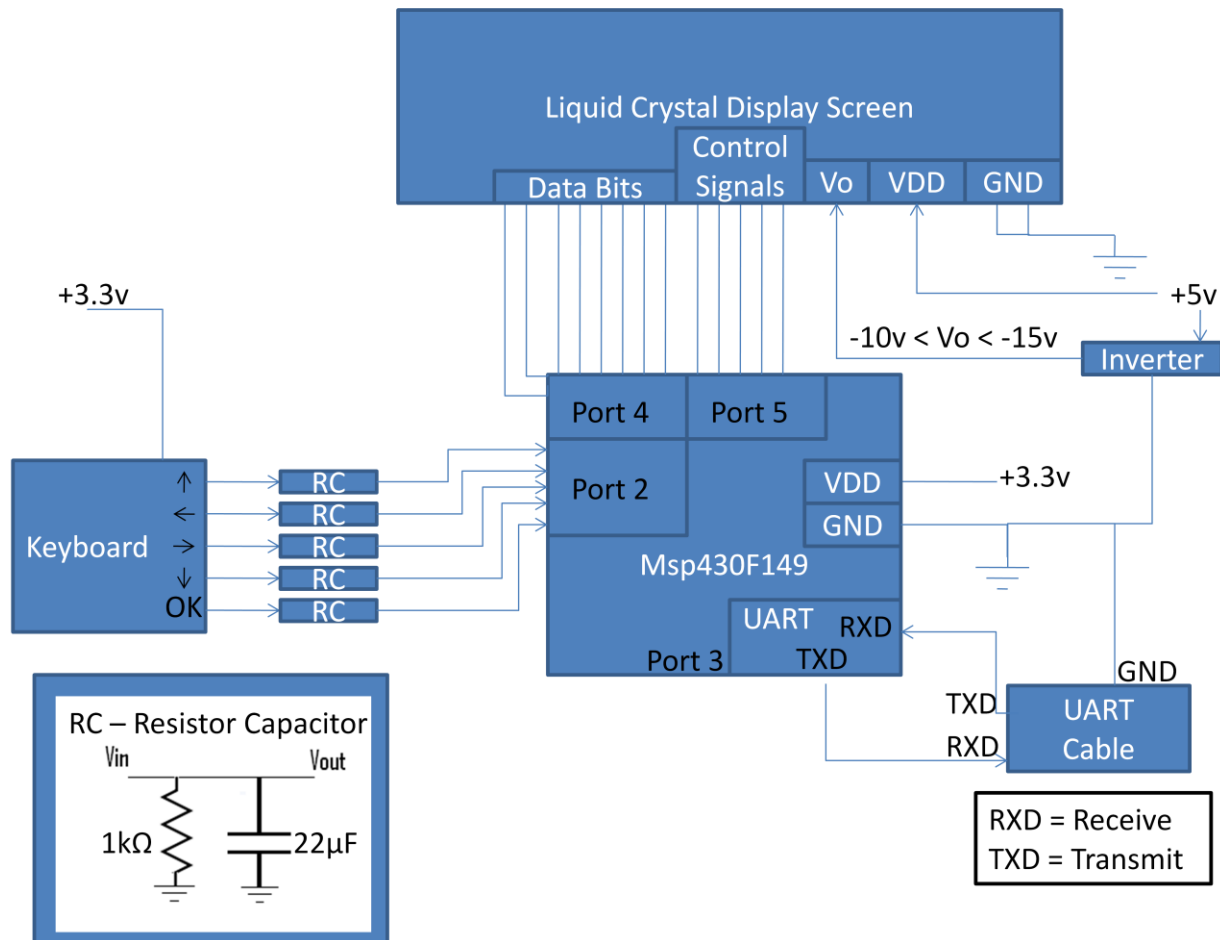 Liquid Crystal Display Screen
Control
Signals
Data Bits
Vo
VDD
GND
+3.3v
+5v
-10v < Vo < -15v
Inverter
Port 4
Port 5
Keyboard
↑
←
→
↓
OK
RC
RC
RC
RC
RC
Port 2
VDD
+3.3v
GND
Msp430F149
UART
RXD
TXD
Port 3
GND
TXD
RXD
UART
Cable
RC – Resistor Capacitor
Vin
Vout
1kΩ
22µF
RXD = Receive
TXD = Transmit